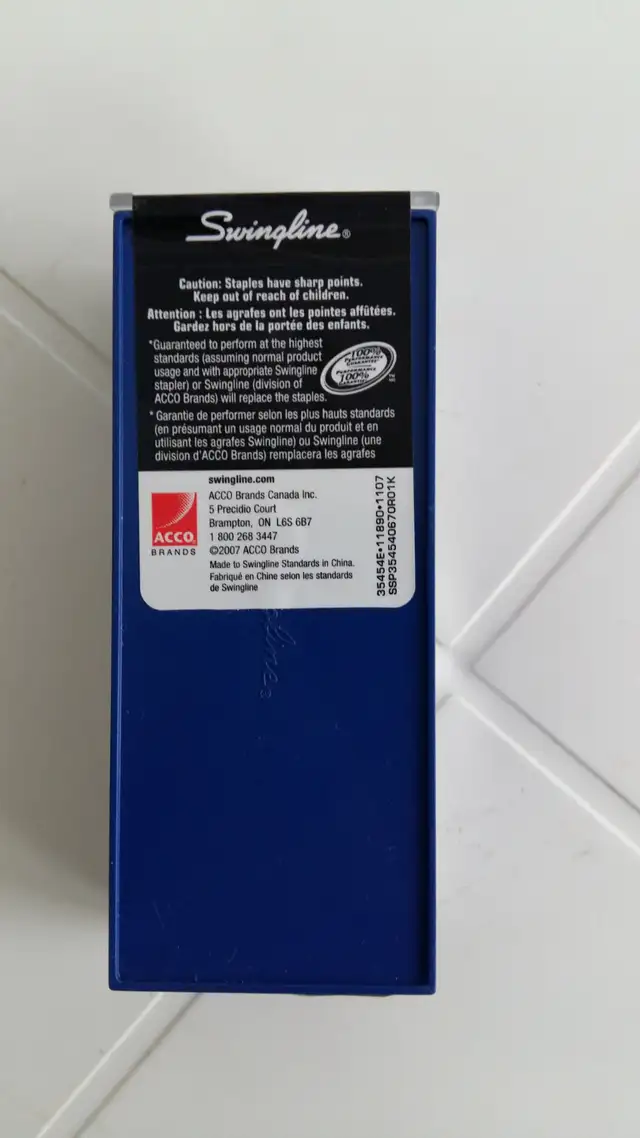 Swingline®
Caution: Staples have sharp points.
Keep out of reach of children.
Attention : Les agrafes ont les pointes affûtées.
Gardez hors de la portée des enfants.
*Guaranteed to perform at the highest
standards (assuming normal product
usage and with appropriate Swingline
stapler) or Swingline (division of
ACCO Brands) will replace the staples.
100%
PERFORMANCE
100%
* Garantie de performer selon les plus hauts standards
(en présumant un usage normal du produit et en
utilisant les agrafes Swingline) ou Swingline (une
division d'ACCO Brands) remplacera les agrafes
swingline.com
ACCO Brands Canada Inc.
5 Precidio Court
Brampton, ON L6S 6B7
1 800 268 3447
©2007 ACCO Brands
Made to Swingline Standards in China.
Fabriqué en Chine selon les standards
de Swingline
ACCO®
BRANDS
35454E•11890•1107
SSP354540670R01K